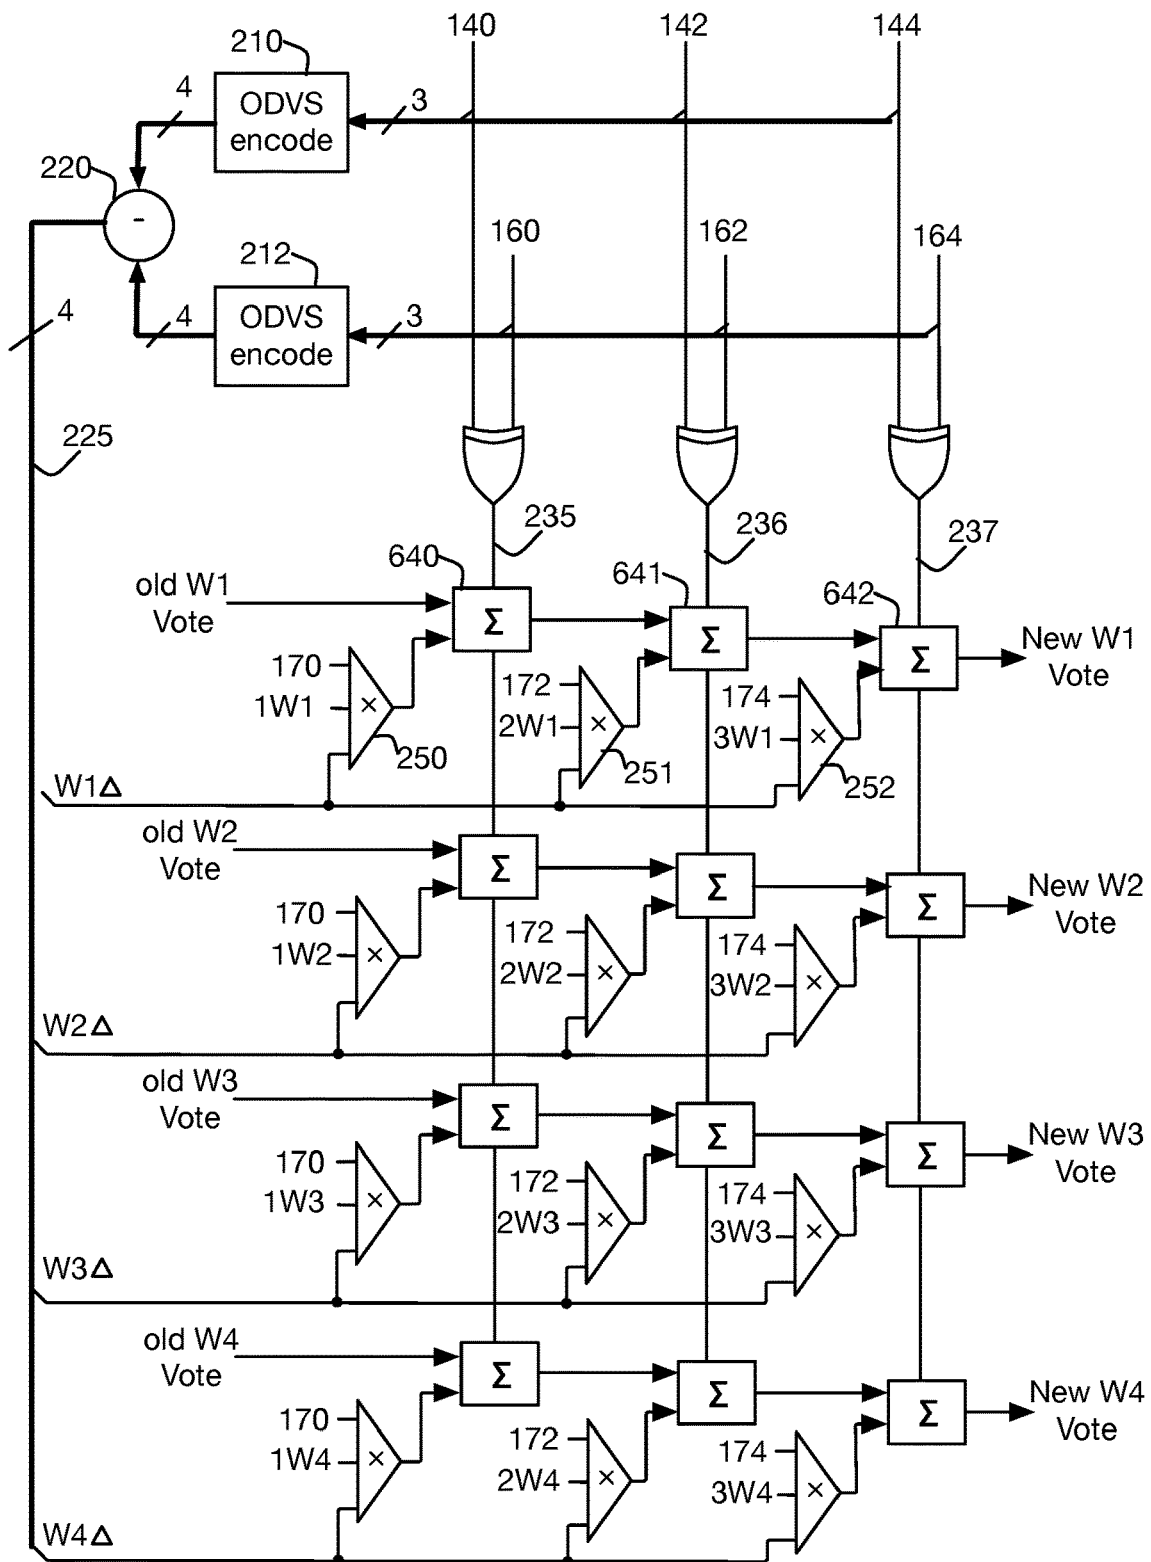 140
142
144
210
4
ODVS
encode
3
220
-
160
162
164
212
4
4
ODVS
encode
3
225
235
236
237
640
641
642
old W1
Vote
Σ
Σ
Σ
New W1
Vote
170
1W1
×
250
172
2W1
×
251
174
3W1
×
252
W1Δ
old W2
Vote
Σ
Σ
Σ
New W2
Vote
170
1W2
×
172
2W2
×
174
3W2
×
W2Δ
old W3
Vote
Σ
Σ
Σ
New W3
Vote
170
1W3
×
172
2W3
×
174
3W3
×
W3Δ
old W4
Vote
Σ
Σ
Σ
New W4
Vote
170
1W4
×
172
2W4
×
174
3W4
×
W4Δ